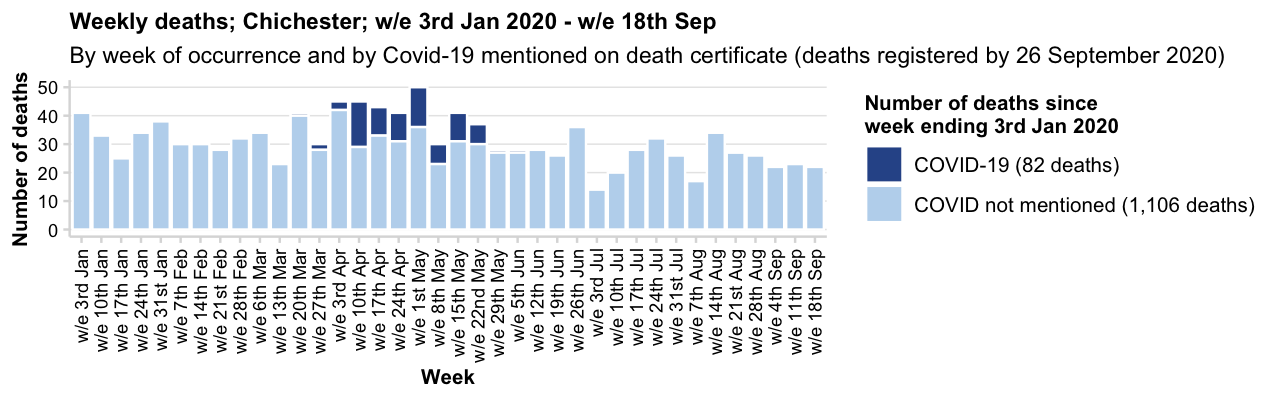 Weekly deaths; Chichester; w/e 3rd Jan 2020 - w/e 18th Sep
By week of occurrence and by Covid-19 mentioned on death certificate (deaths registered by 26 September 2020)
Number of deaths
50
40
30
20
10
0
w/e 3rd Jan
w/e 10th Jan
w/e 17th Jan
w/e 24th Jan
w/e 31st Jan
w/e 7th Feb
w/e 14th Feb
w/e 21st Feb
w/e 28th Feb
w/e 6th Mar
w/e 13th Mar
w/e 20th Mar
w/e 27th Mar
w/e 3rd Apr
w/e 10th Apr
w/e 17th Apr
w/e 24th Apr
w/e 1st May
w/e 8th May
w/e 15th May
w/e 22nd May
w/e 29th May
w/e 5th Jun
w/e 12th Jun
w/e 19th Jun
w/e 26th Jun
w/e 3rd Jul
w/e 10th Jul
w/e 17th Jul
w/e 24th Jul
w/e 31st Jul
w/e 7th Aug
w/e 14th Aug
w/e 21st Aug
w/e 28th Aug
w/e 4th Sep
w/e 11th Sep
w/e 18th Sep
Week
Number of deaths since
week ending 3rd Jan 2020
COVID-19 (82 deaths)
COVID not mentioned (1,106 deaths)